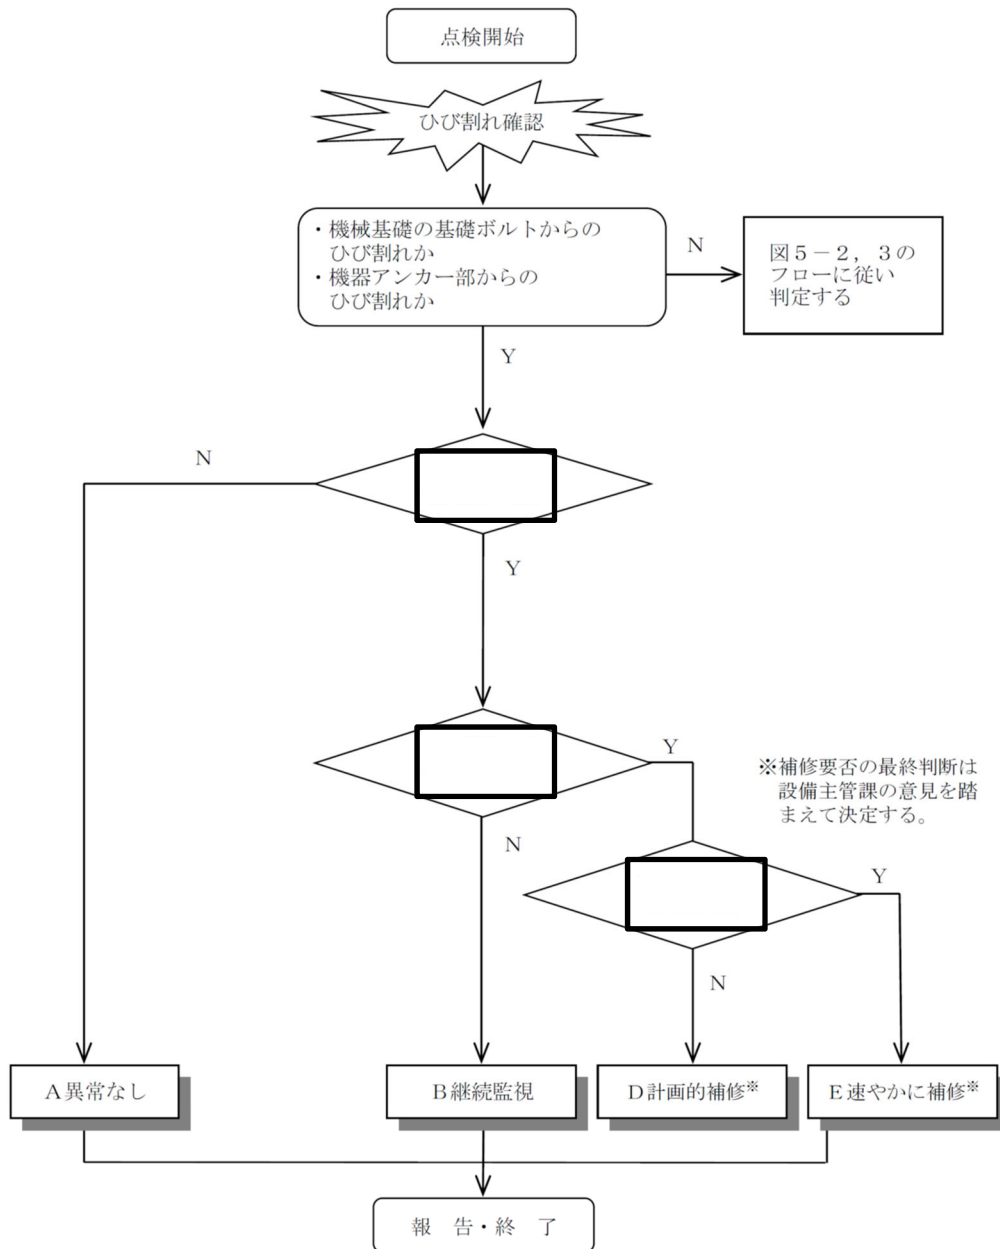 点検開始
ひび割れ確認
・機械基礎の基礎ボルトからの
ひび割れか
・機器アンカー部からの
ひび割れか
N
図5-2,3の
フローに従い
判定する
Y
N
Y
Y
※補修要否の最終判断は
設備主管課の意見を踏
まえて決定する。
N
Y
N
A異常なし
B継続監視
D計画的補修※
E速やかに補修※
報 告・終 了